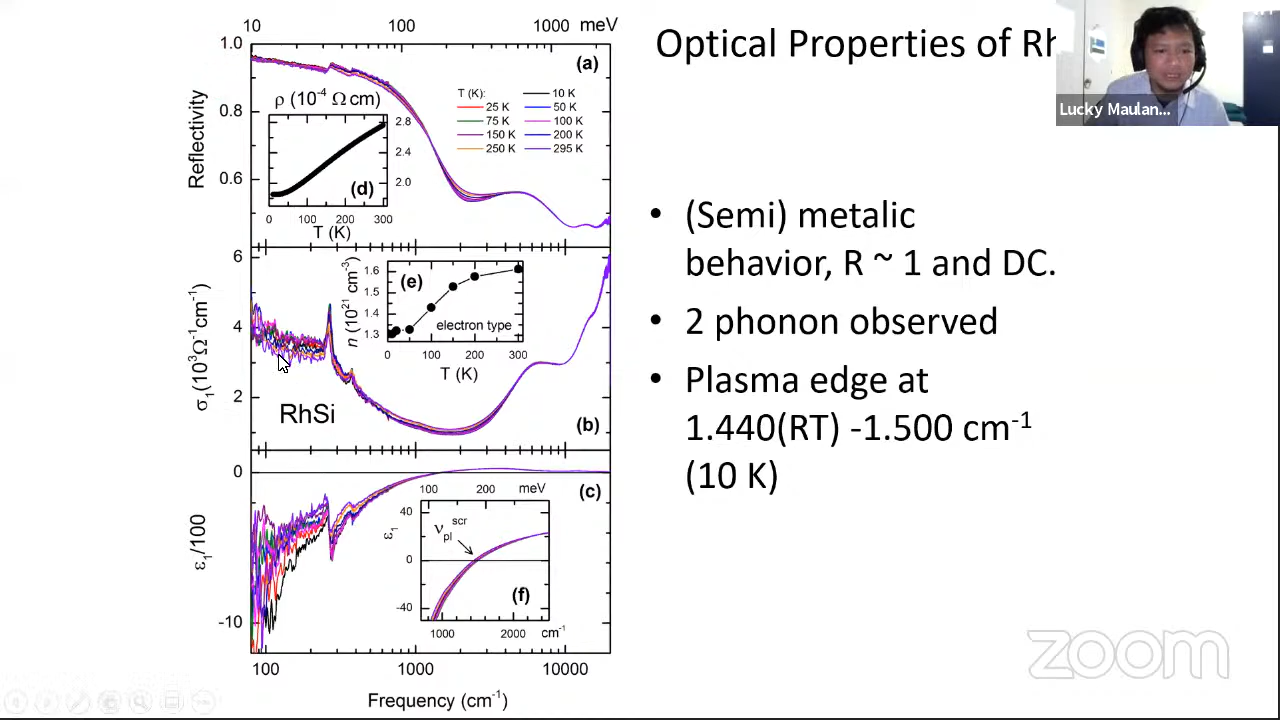 10 100 1000 meV
1.0
(a)
T (K):
10 K
25 K
50 K
75 K
100 K
150 K
200 K
250 K
295 K
Reflectivity
0.8
0.6
ρ (10-4 Ω cm)
2.8
2.4
2.0
(d)
0 100 200 300
T (K)
6
4
2
σ1(103Ω-1cm-1)
RhSi
(b)
n (1021 cm-3)
1.6
1.5
1.4
1.3
(e)
electron type
0 100 200 300
T (K)
0
-10
ε1/100
(c)
100 200 meV
40
0
-40
ε1
νplscr
(f)
1000 2000 cm-1
100 1000 10000
Frequency (cm-1)
Optical Properties of Rh
Lucky Maulan...
• (Semi) metalic
behavior, R ~ 1 and DC.
• 2 phonon observed
• Plasma edge at
1.440(RT) -1.500 cm-1
(10 K)
zoom